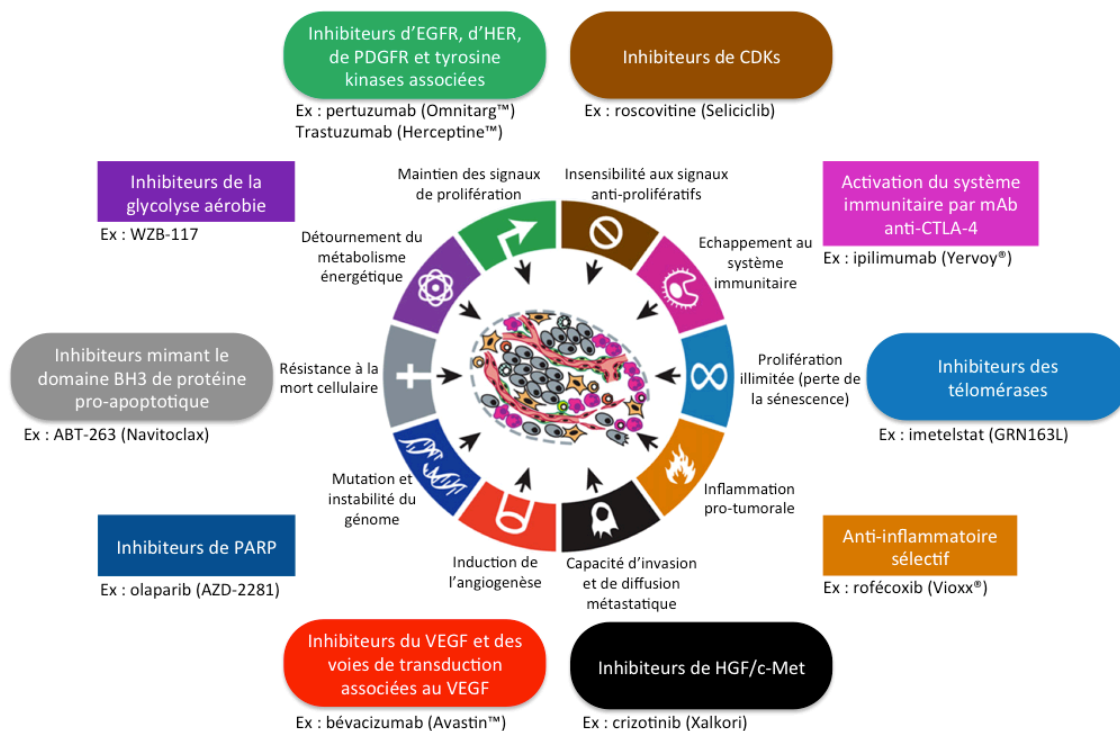 Inhibiteurs d'EGFR, d'HER,
de PDGFR et tyrosine
kinases associées
Ex : pertuzumab (Omnitarg™)
Trastuzumab (Herceptine™)
Inhibiteurs de CDKs
Ex : roscovitine (Seliciclib)
Inhibiteurs de la
glycolyse aérobie
Ex : WZB-117
Maintien des signaux
de prolifération
Insensibilité aux signaux
anti-prolifératifs
Activation du système
immunitaire par mAb
anti-CTLA-4
Ex : ipilimumab (Yervoy®)
Détournement du
métabolisme
énergétique
Echappement au
système
immunitaire
Inhibiteurs mimant le
domaine BH3 de protéine
pro-apoptotique
Ex : ABT-263 (Navitoclax)
Résistance à la
mort cellulaire
Prolifération
illimitée (perte de
la sénescence)
Inhibiteurs des
télomérases
Ex : imetelstat (GRN163L)
Mutation et
instabilité du
génome
Inflammation
pro-tumorale
Inhibiteurs de PARP
Ex : olaparib (AZD-2281)
Induction de
l'angiogenèse
Capacité d'invasion
et de diffusion
métastatique
Anti-inflammatoire
sélectif
Ex : rofécoxib (Vioxx®)
Inhibiteurs du VEGF et des
voies de transduction
associées au VEGF
Ex : bévacizumab (Avastin™)
Inhibiteurs de HGF/c-Met
Ex : crizotinib (Xalkori)